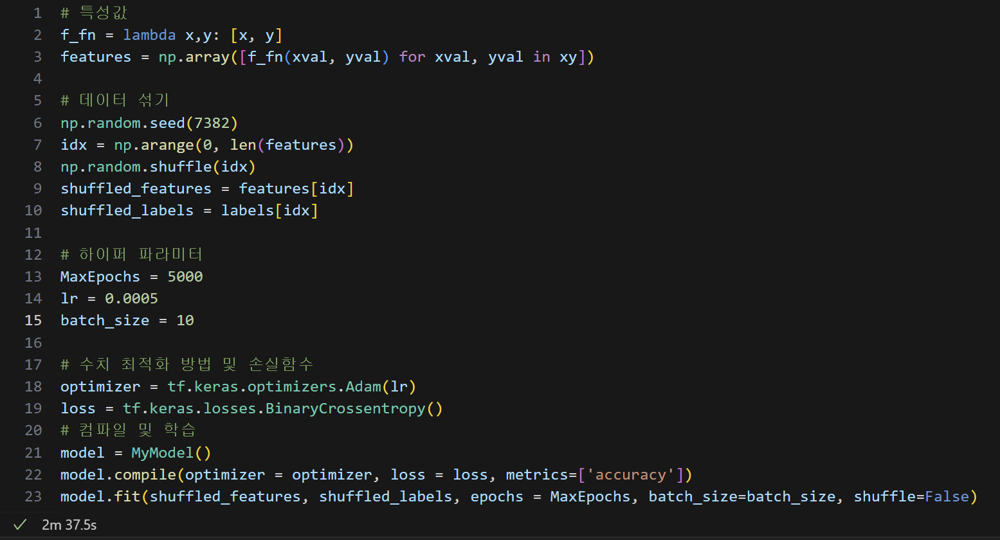 1 # 특성값
2 f_fn = lambda x,y: [x, y]
3 features = np.array([f_fn(xval, yval) for xval, yval in xy])
4
5 # 데이터 섞기
6 np.random.seed(7382)
7 idx = np.arange(0, len(features))
8 np.random.shuffle(idx)
9 shuffled_features = features[idx]
10 shuffled_labels = labels[idx]
11
12 # 하이퍼 파라미터
13 MaxEpochs = 5000
14 lr = 0.0005
15 batch_size = 10
16
17 # 수치 최적화 방법 및 손실함수
18 optimizer = tf.keras.optimizers.Adam(lr)
19 loss = tf.keras.losses.BinaryCrossentropy()
20 # 컴파일 및 학습
21 model = MyModel()
22 model.compile(optimizer = optimizer, loss = loss, metrics=['accuracy'])
23 model.fit(shuffled_features, shuffled_labels, epochs = MaxEpochs, batch_size=batch_size, shuffle=False)
2m 37.5s